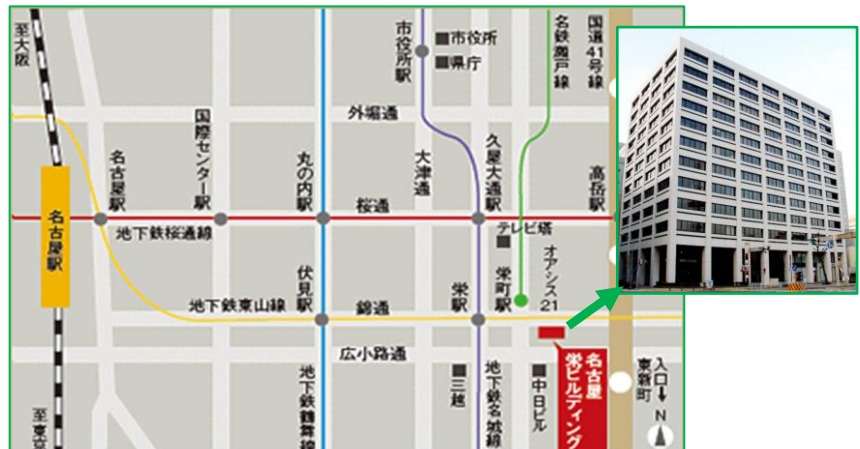 至大阪
市役所駅
■市役所
■県庁
名鉄瀬戸線
国道41号線
外堀通
国際センター駅
名古屋駅
丸の内駅
大津通
久屋大通駅
高岳駅
名古屋駅
桜通
地下鉄桜通線
テレビ塔
オアシス21
伏見駅
栄駅
栄町駅
地下鉄東山線
錦通
広小路通
名古屋
栄ビルディング
入口↓
東新町
■三越
地下鉄名城線
■中日ビル
地下鉄鶴舞線
至東京
N